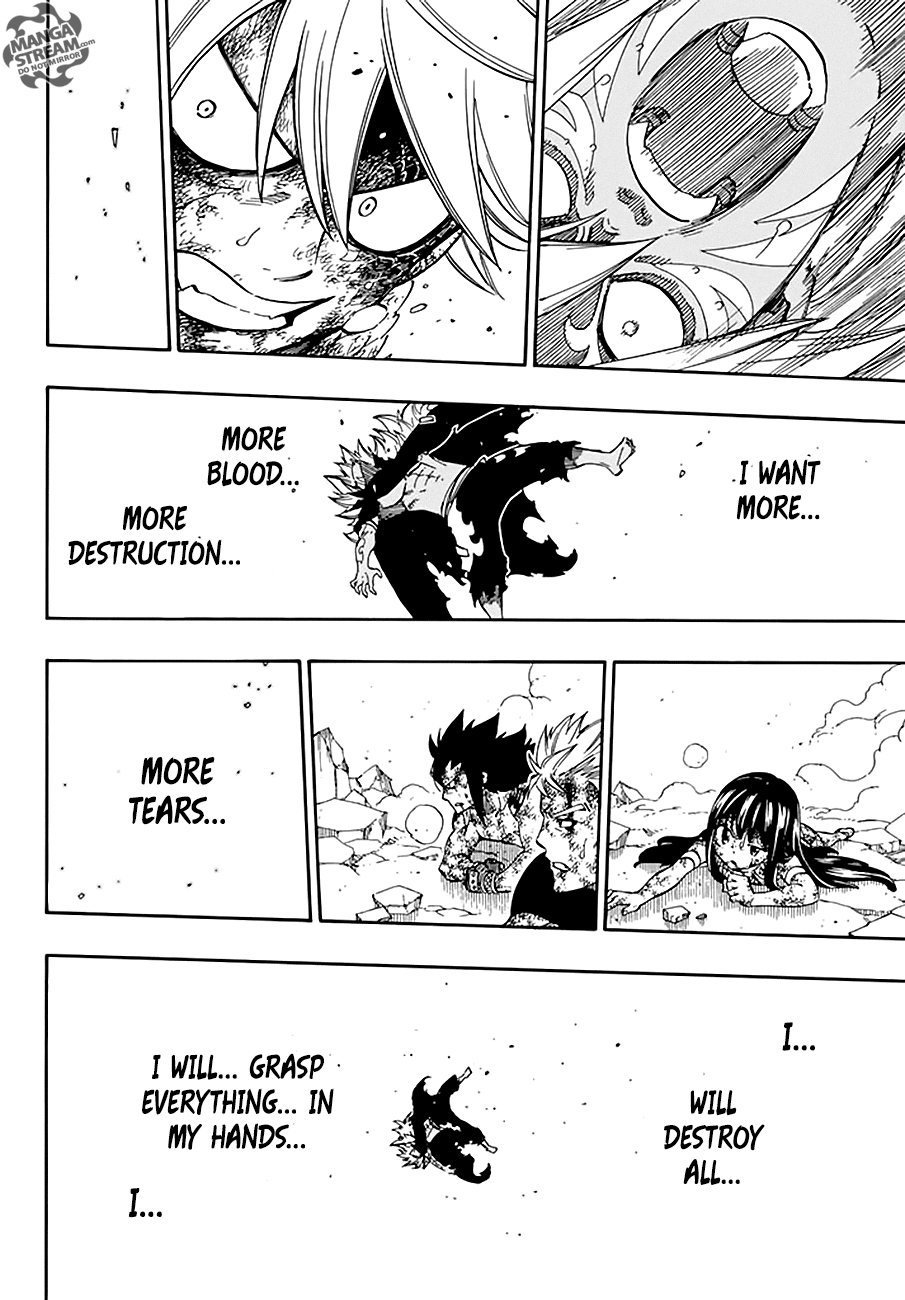 MANGA
STREAM.com
DO NOT MIRROR
I WANT
MORE...
MORE
BLOOD...
MORE
DESTRUCTION...
MORE
TEARS...
I...
WILL
DESTROY
ALL...
I WILL... GRASP
EVERYTHING... IN
MY HANDS...
I...